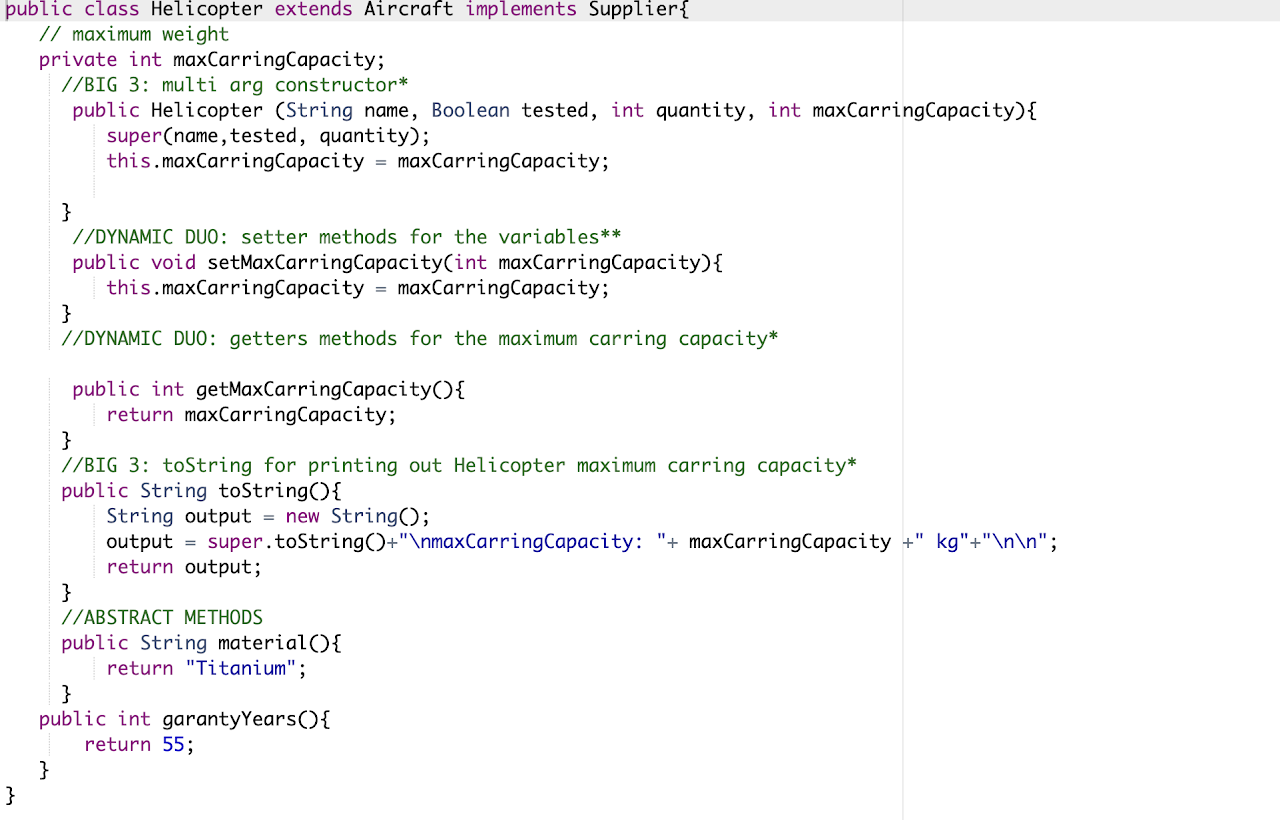 public class Helicopter extends Aircraft implements Supplier{
// maximum weight
private int maxCarringCapacity;
//BIG 3: multi arg constructor*
public Helicopter (String name, Boolean tested, int quantity, int maxCarringCapacity){
super(name,tested, quantity);
this.maxCarringCapacity = maxCarringCapacity;
}
//DYNAMIC DUO: setter methods for the variables**
public void setMaxCarringCapacity(int maxCarringCapacity){
this.maxCarringCapacity = maxCarringCapacity;
}
//DYNAMIC DUO: getters methods for the maximum carring capacity*
public int getMaxCarringCapacity(){
return maxCarringCapacity;
}
//BIG 3: toString for printing out Helicopter maximum carring capacity*
public String toString(){
String output = new String();
output = super.toString()+"\nmaxCarringCapacity: "+ maxCarringCapacity +" kg"+"\n\n";
return output;
}
//ABSTRACT METHODS
public String material(){
return "Titanium";
}
public int garantyYears(){
return 55;
}
}